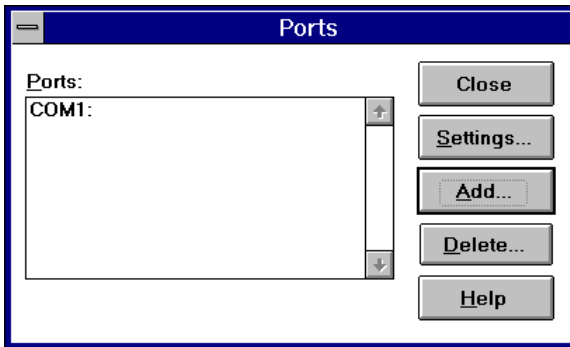 Ports
Ports:
COM1:
Close
Settings...
Add...
Delete...
Help